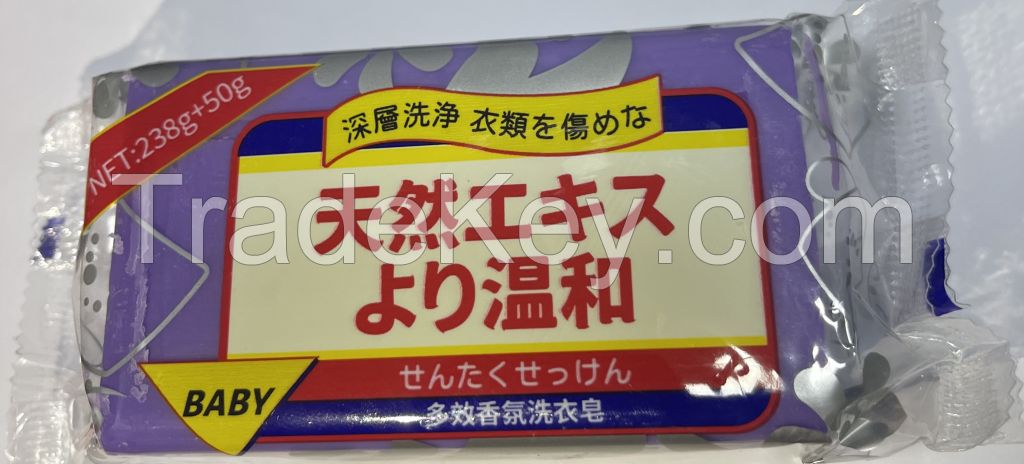 NET:238g+50g
深層洗浄 衣類を傷めな
天然エキス
より温和
せんたくせっけん
BABY
多效香氛洗衣皂
TradeKey.com